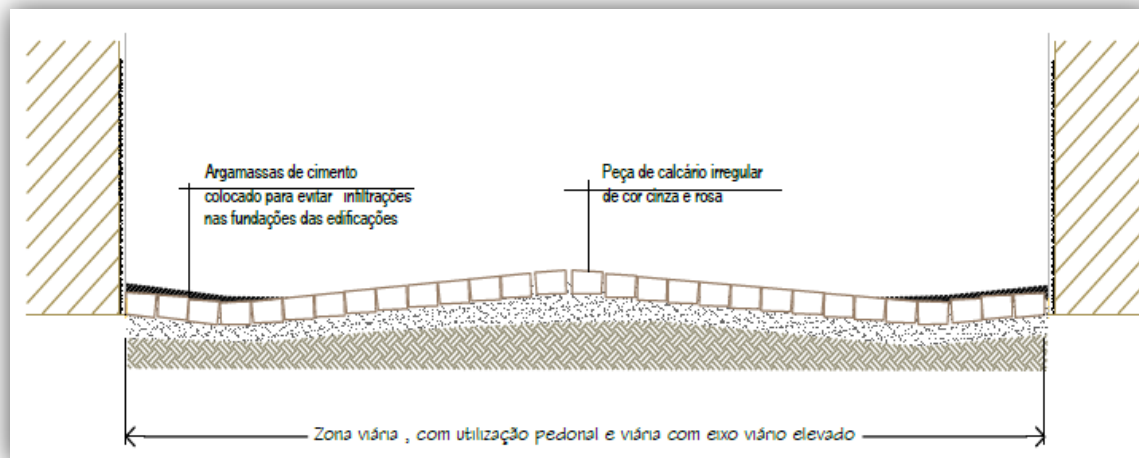 Argamassas de cimento
colocado para evitar infiltrações
nas fundações das edificações
Peça de calcário irregular
de cor cinza e rosa
Zona viária , com utilização pedonal e viária com eixo viário elevado